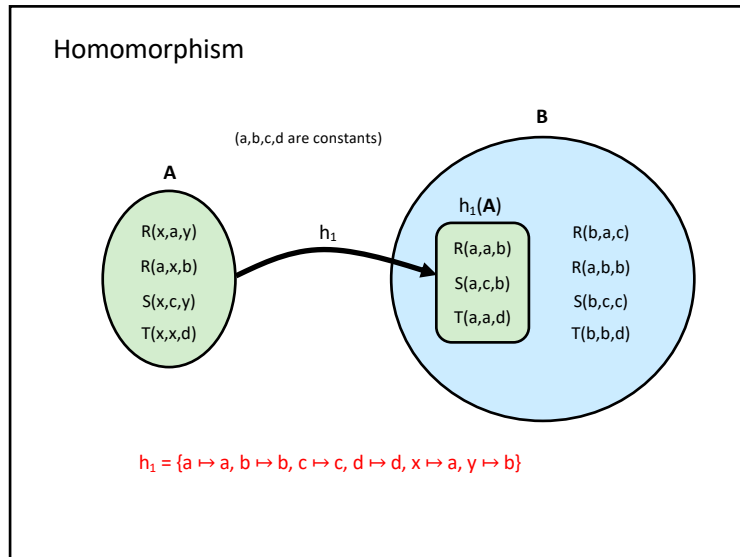 Homomorphism
(a,b,c,d are constants)
A
R(x,a,y)
R(a,x,b)
S(x,c,y)
T(x,x,d)
h₁
B
h₁(A)
R(a,a,b)
S(a,c,b)
T(a,a,d)
R(b,a,c)
R(a,b,b)
S(b,c,c)
T(b,b,d)
h₁ = {a ↦ a, b ↦ b, c ↦ c, d ↦ d, x ↦ a, y ↦ b}